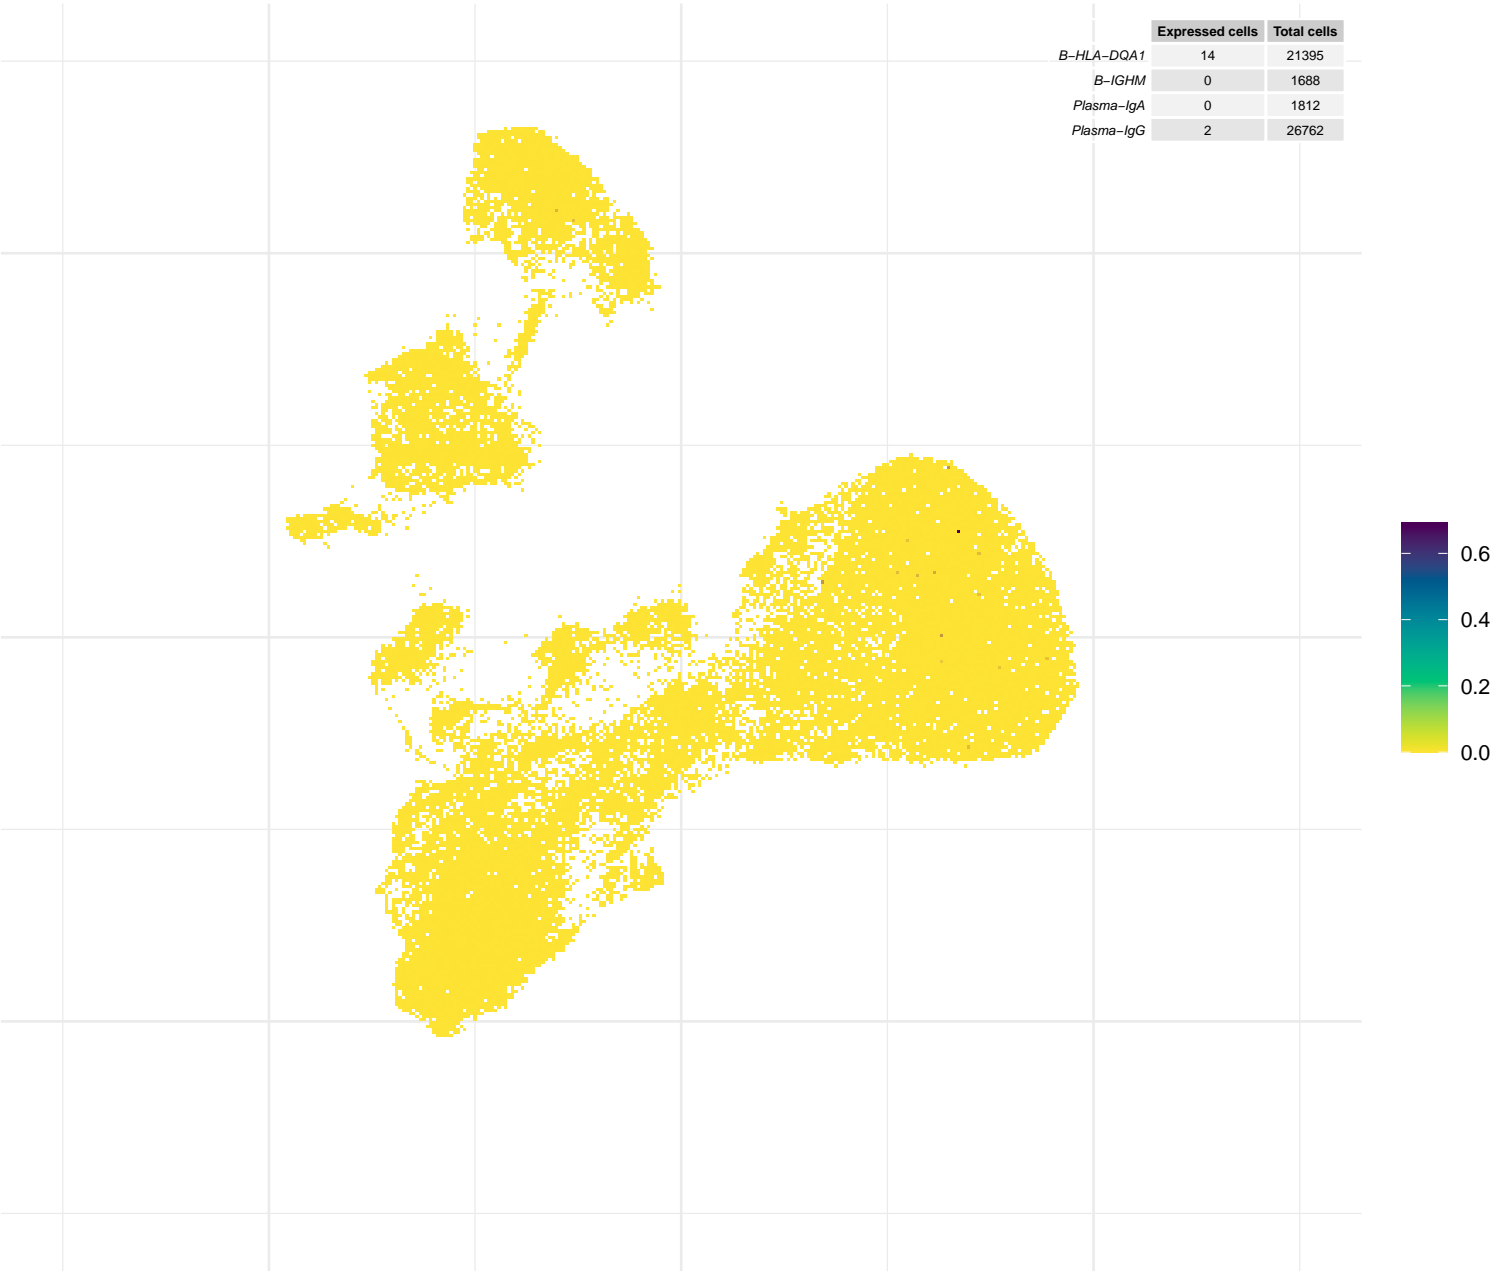 Expressed cells Total cells
B−HLA−DQA1 14 21395
B−IGHM 0 1688
Plasma−IgA 0 1812
Plasma−IgG 2 26762
0.6
0.4
0.2
0.0